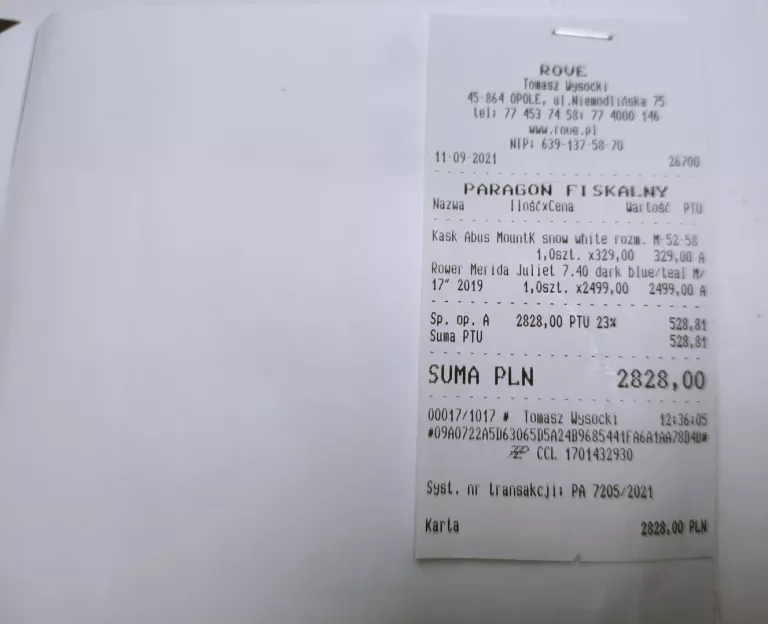 ROVE
Tomasz Wysocki
45-864 OPOLE, ul.Niemodlińska 75
tel: 77 453 74 58; 77 4000 146
www.rove.pl
NIP: 639-137-58-70
11-09-2021 26700
PARAGON FISKALNY
Nazwa IlośćxCena Wartość PTU
Kask Abus MountK snow white rozm. M-52-58
1,0szt. x329,00 329,00 A
Rower Merida Juliet 7.40 dark blue/teal M/
17" 2019 1,0szt. x2499,00 2499,00 A
Sp. op. A 2828,00 PTU 23% 528,81
Suma PTU 528,81
SUMA PLN 2828,00
00017/1017 # Tomasz Wysocki 12:36:05
#09A0722A5D63065D5A24B9685441FA6A1AA78D4D#
CCL 1701432930
Syst. nr transakcji: PA 7205/2021
Karta 2828,00 PLN